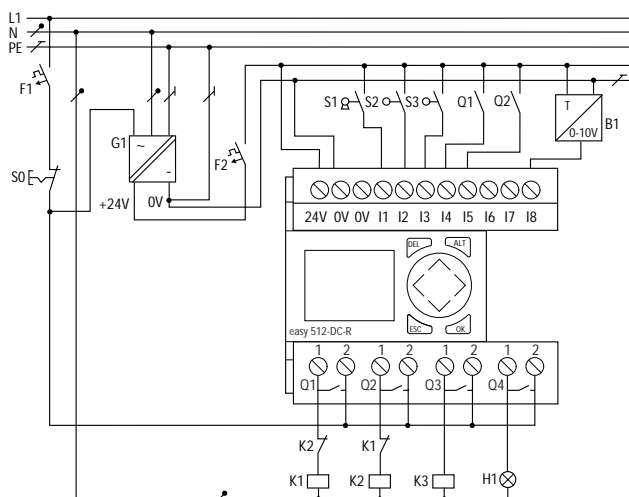 L1
N
PE
F1
S1 S2 S3 Q1 Q2
T
0-10V
B1
G1 ~
-
F2
S0
+24V 0V
24V 0V 0V I1 I2 I3 I4 I5 I6 I7 I8
DEL ALT
easy 512-DC-R
ESC OK
1 2 1 2 1 2 1 2
Q1 Q2 Q3 Q4
K2 K1
K1 K2 K3 H1